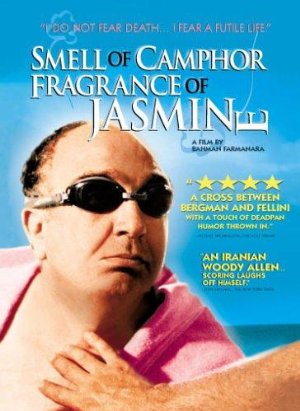 "I DO NOT FEAR DEATH... I FEAR A FUTILE LIFE"
SMELL OF CAMPHOR
FRAGRANCE OF
JASMINE
A FILM BY
BAHMAN FARMANARA
"★★★★
A CROSS BETWEEN
BERGMAN AND FELLINI
WITH A TOUCH OF DEADPAN
HUMOR THROWN IN."
"AN IRANIAN
WOODY ALLEN..
SCORING LAUGHS
OFF HIMSELF."